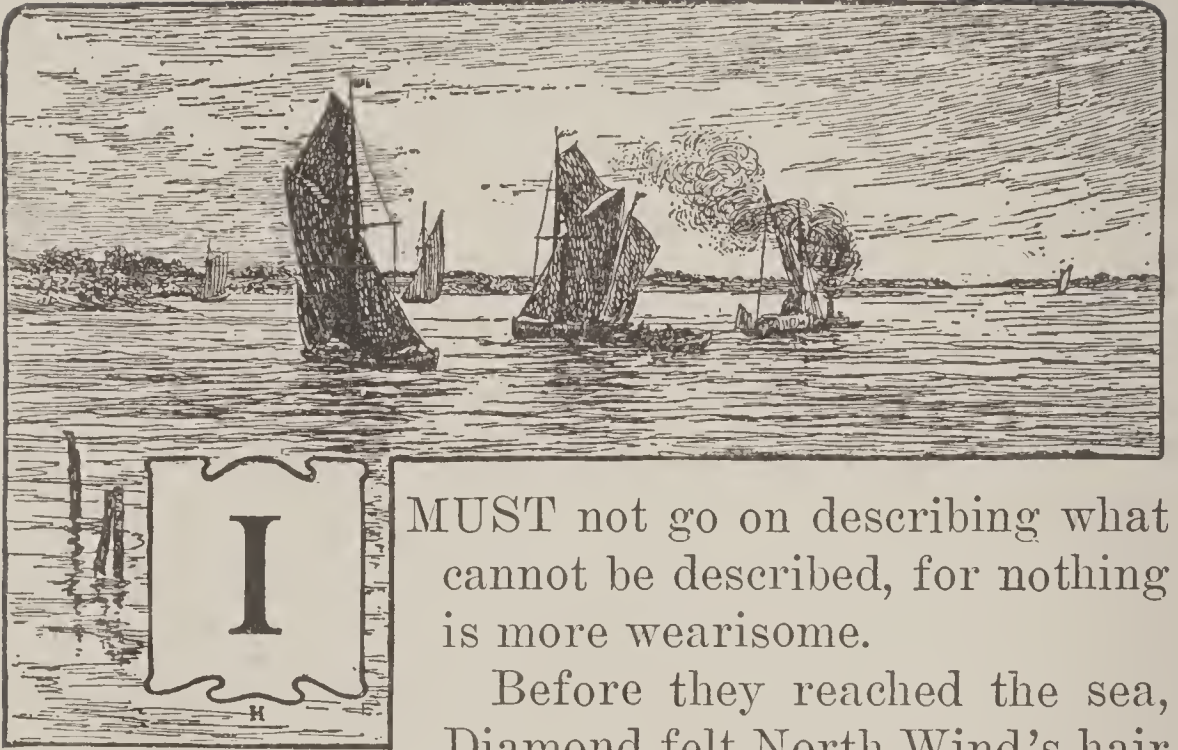 I
MUST not go on describing what
cannot be described, for nothing
is more wearisome.
Before they reached the sea,
Diamond felt North Wind's hair
H